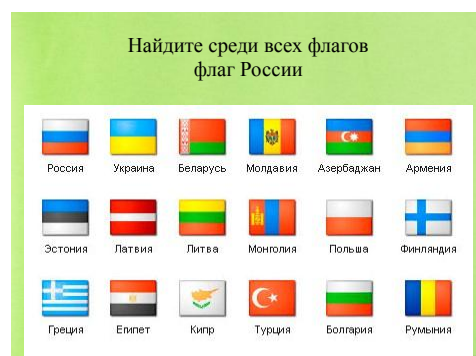 Найдите среди всех флагов
флаг России
Россия Украина Беларусь Молдавия Азербаджан Армения
Эстония Латвия Литва Монголия Польша Финляндия
Греция Египет Кипр Турция Болгария Румыния